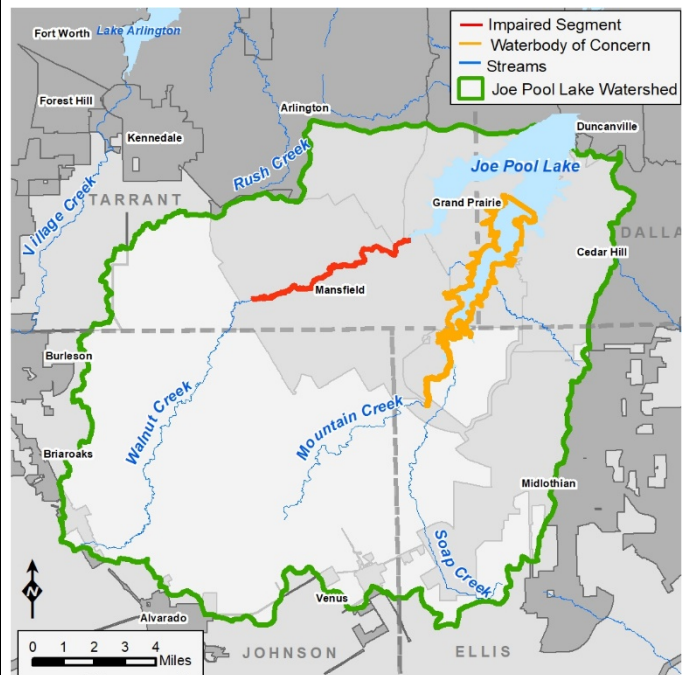 Impaired Segment
Waterbody of Concern
Streams
Joe Pool Lake Watershed
Fort Worth
Lake Arlington
Forest Hill
Arlington
Kennedale
Duncanville
Rush Creek
Joe Pool Lake
TARRANT
Grand Prairie
Village Creek
DALLA
Cedar Hill
Mansfield
Burleson
Walnut Creek
Mountain Creek
Briaroaks
Midlothian
Soap Creek
N
Venus
Alvarado
0 1 2 3 4
Miles
JOHNSON
ELLIS